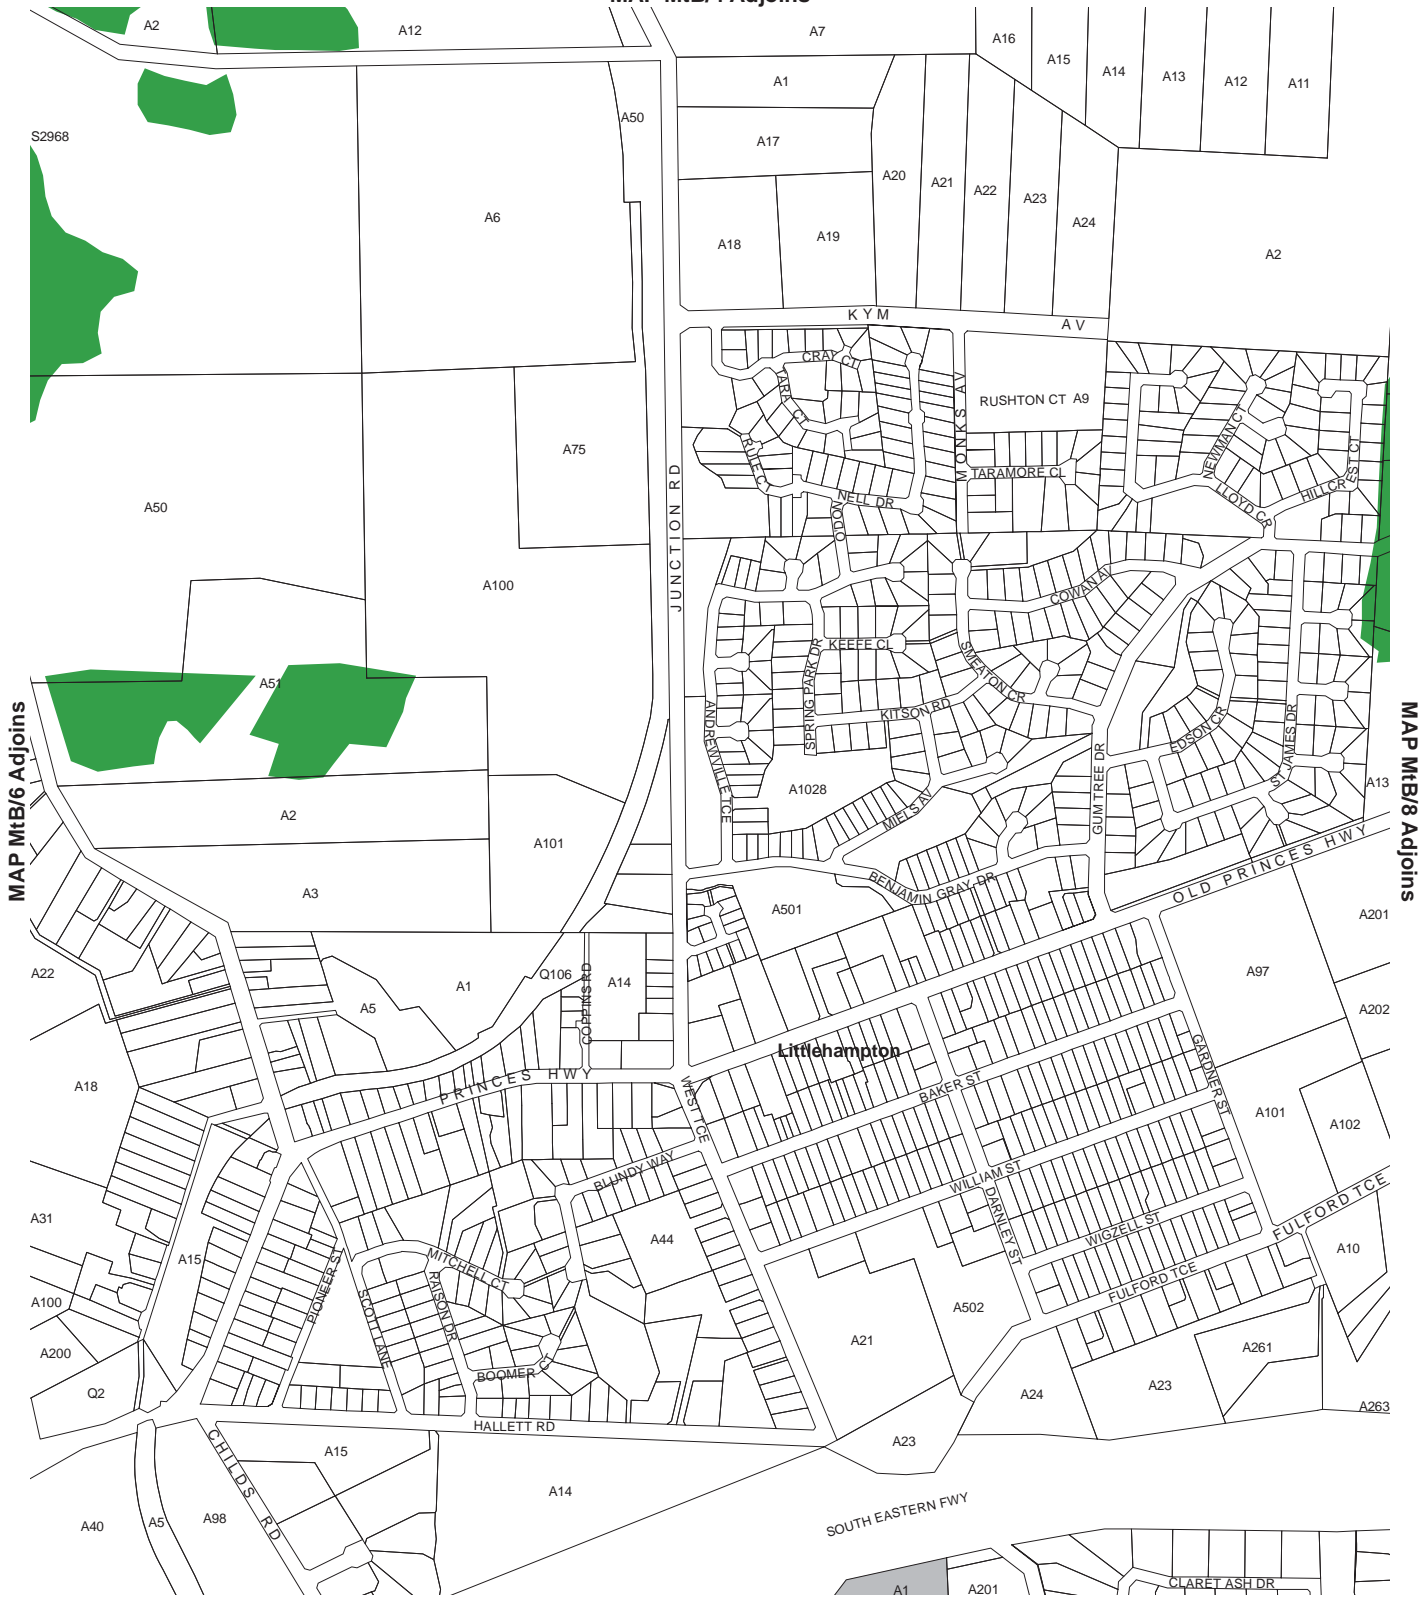 A2
A12
A7
A16
A15
A14
A13
A12
A11
A1
A50
S2968
A17
A20
A21
A22
A23
A24
A6
A18
A19
A2
KYM AV
CRAY CT
TARA CT
MONKS AV
RUSHTON CT A9
NEWMAN CT
RULE CT
TARAMORE CL
HILLCREST CT
LLOYD CR
NELL DR
ODON
A75
A50
JUNCTION RD
A100
COWAN AV
KEEFE CL
SPRING PARK DR
SMEATON CR
KITSON RD
EDSON CR
ST JAMES DR
A51
MAP MtB/6 Adjoins
MAP MtB/8 Adjoins
ANDREWVILLE TCE
GUM TREE DR
A1028
MIELS AV
A13
A2
A101
OLD PRINCES HWY
BENJAMIN GRAY DR
A3
A501
A201
A22
A1
Q106
COPPINS RD
A14
A97
A5
A202
Littlehampton
GARDNER ST
A18
PRINCES HWY
WEST TCE
BAKER ST
A101
A102
BLUNDY WAY
WILLIAM ST
DARNLEY ST
FULFORD TCE
A31
A15
A44
WIGZELL ST
A10
PIONEER ST
MITCHELL CT
RAISON DR
SCOTT LANE
FULFORD TCE
A100
A502
A21
A261
A200
BOOMER CT
Q2
A24
A23
A263
HALLETT RD
A23
CHILDS RD
A15
A14
SOUTH EASTERN FWY
A40
A5
A98
CLARET ASH DR
A1
A201